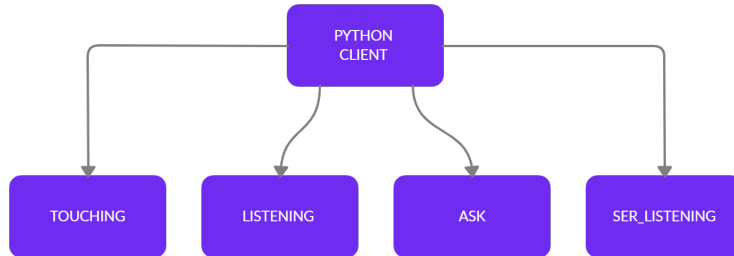 PYTHON
CLIENT
TOUCHING
LISTENING
ASK
SER_LISTENING